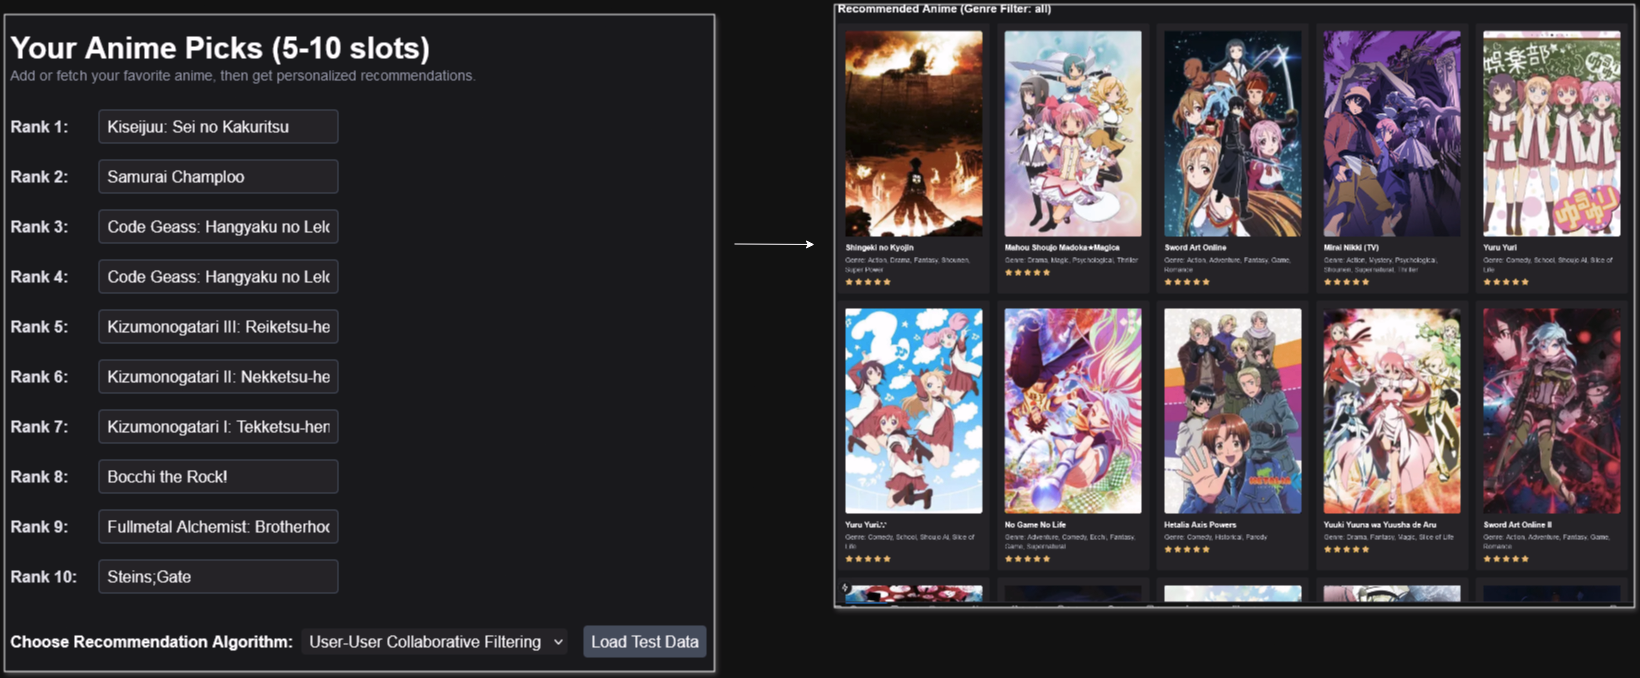 Your Anime Picks (5-10 slots)
Add or fetch your favorite anime, then get personalized recommendations.
Rank 1: Kiseijuu: Sei no Kakuritsu
Rank 2: Samurai Champloo
Rank 3: Code Geass: Hangyaku no Lelo
Rank 4: Code Geass: Hangyaku no Lelo
Rank 5: Kizumonogatari III: Reiketsu-he
Rank 6: Kizumonogatari II: Nekketsu-he
Rank 7: Kizumonogatari I: Tekketsu-hen
Rank 8: Bocchi the Rock!
Rank 9: Fullmetal Alchemist: Brotherhoo
Rank 10: Steins;Gate
Choose Recommendation Algorithm: User-User Collaborative Filtering Load Test Data
Recommended Anime (Genre Filter: all)
娯楽部
ゆるゆり
Shingeki no Kyojin
Genre: Action, Drama, Fantasy, Shounen,
Super Power
Mahou Shoujo Madoka★Magica
Genre: Drama, Magic, Psychological, Thriller
Sword Art Online
Genre: Action, Adventure, Fantasy, Game,
Romance
Mirai Nikki (TV)
Genre: Action, Mystery, Psychological,
Shounen, Supernatural, Thriller
Yuru Yuri
Genre: Comedy, School, Shoujo Ai, Slice of
Life
Yuru Yuri♪♪
Genre: Comedy, School, Shoujo Ai, Slice of
Life
No Game No Life
Genre: Adventure, Comedy, Ecchi, Fantasy,
Game, Supernatural
Hetalia Axis Powers
Genre: Comedy, Historical, Parody
Yuuki Yuuna wa Yuusha de Aru
Genre: Drama, Fantasy, Magic, Slice of Life
Sword Art Online II
Genre: Action, Adventure, Fantasy, Game,
Romance